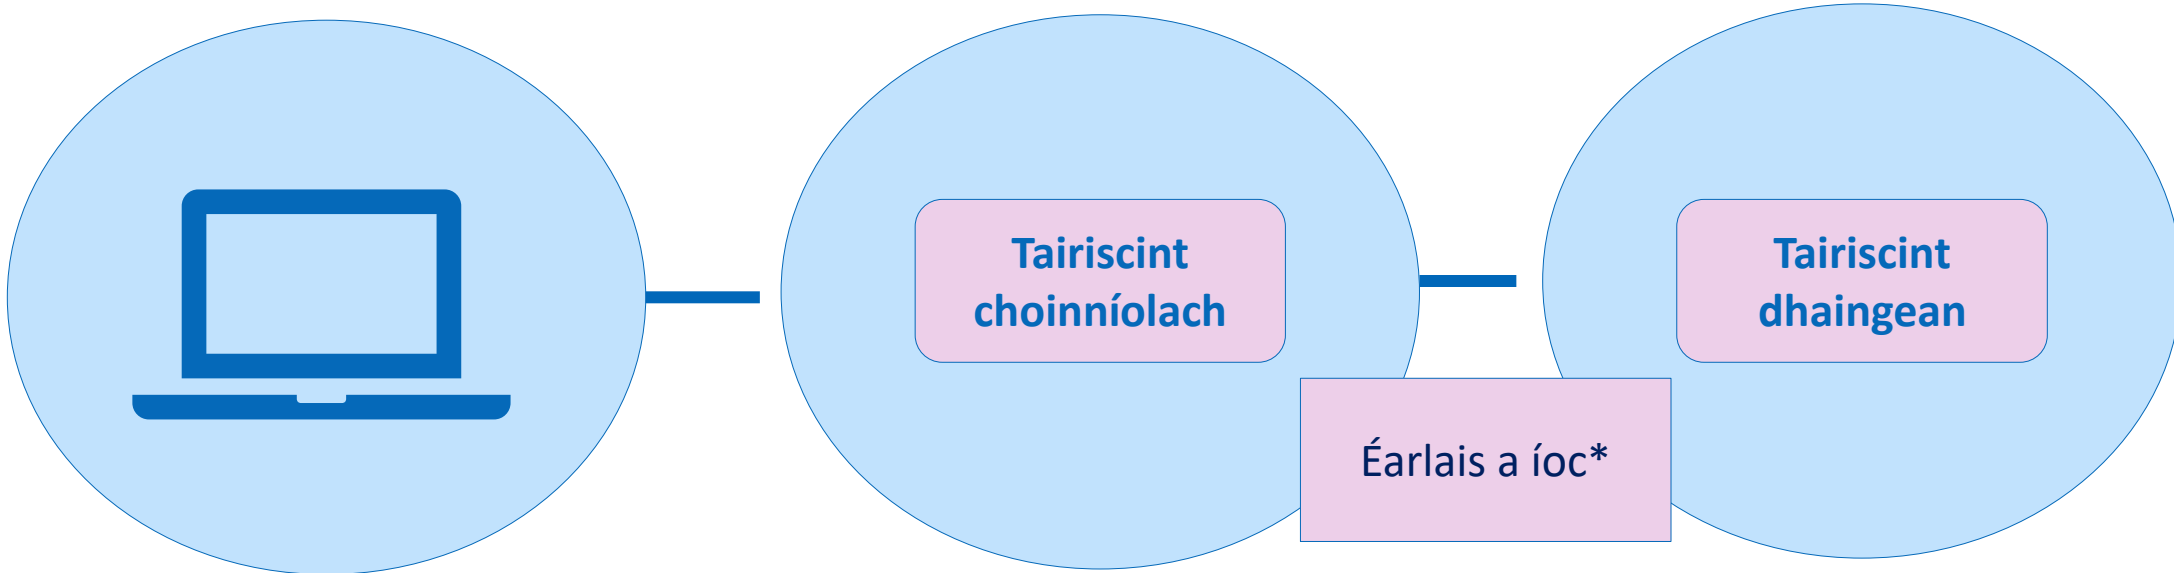 Tairiscint
choinníolach
Tairiscint
dhaingean
Éarlais a íoc*